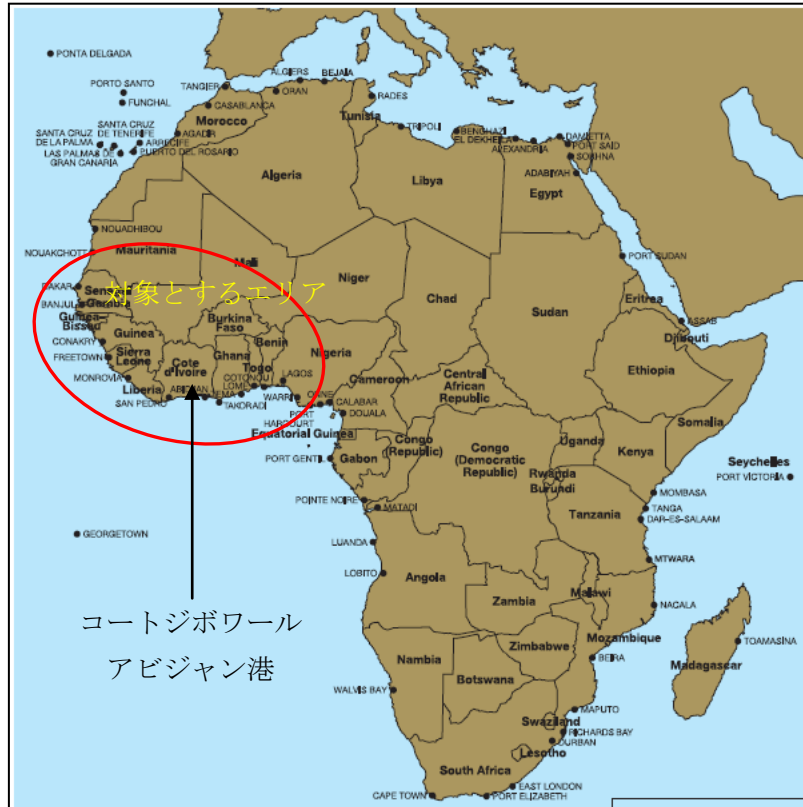 PONTA DELGADA
PORTO SANTO
FUNCHAL
SANTA CRUZ
DE TENERIFE
SANTA CRUZ
DE LA PALMA
ARRECIFE
LAS PALMAS DE
GRAN CANARIA
PUERTO DEL ROSARIO
TANGIER
CASABLANCA
AGADIR
Morocco
ALGIERS
BEJAIA
ORAN
RADES
Tunisia
TRIPOLI
BENGHAZI
EL DEKHEILA
ALEXANDRIA
DAMIETTA
PORT SAID
SOKHNA
ADABIYAH
Algeria
Libya
Egypt
NOUADHIBOU
NOUAKCHOTT
Mauritania
Mali
Niger
Chad
Sudan
PORT SUDAN
Eritrea
ASSAB
Djibouti
対象とするエリア
DAKAR
BANJUL
Gambia
Guinea-
Bissau
Guinea
CONAKRY
FREETOWN
Sierra
Leone
MONROVIA
Liberia
SAN PEDRO
Cote
d'Ivoire
ABIDJAN
Burkina
Faso
Ghana
TEMA
TAKORADI
Togo
LOME
Benin
COTONOU
LAGOS
Nigeria
WARRI
ONNE
PORT
HARCOURT
CALABAR
DOUALA
Cameroon
Central
African
Republic
Ethiopia
Somalia
Equatorial Guinea
Gabon
PORT GENTIL
Congo
(Republic)
Congo
(Democratic
Republic)
Uganda
Kenya
Rwanda
Burundi
Seychelles
PORT VICTORIA
MOMBASA
TANGA
DAR-ES-SALAAM
Tanzania
MTWARA
POINTE NOIRE
MATADI
LUANDA
LOBITO
GEORGETOWN
Angola
Zambia
Malawi
NACALA
Mozambique
Zimbabwe
BEIRA
TOAMASINA
Madagascar
Nambia
Botswana
WALVIS BAY
MAPUTO
Swaziland
RICHARDS BAY
DURBAN
Lesotho
South Africa
EAST LONDON
PORT ELIZABETH
CAPE TOWN
コートジボワール
アビジャン港